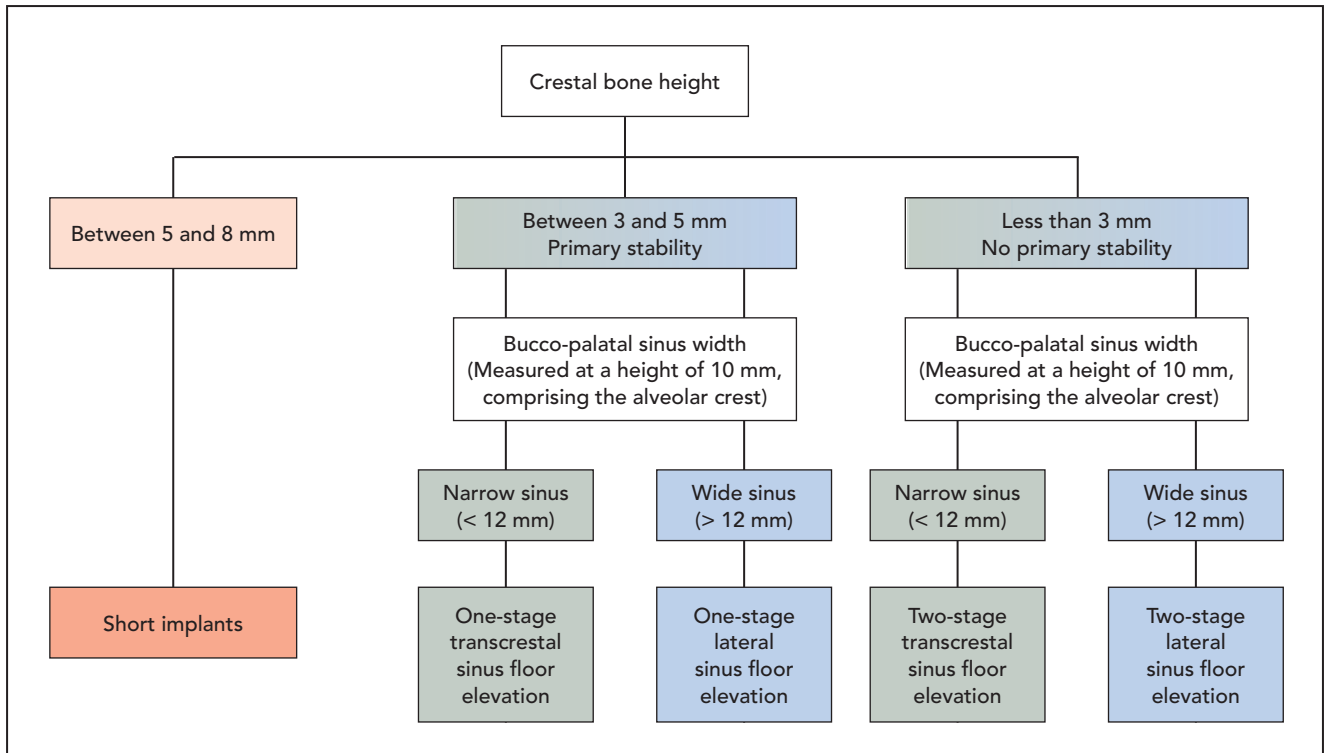 Crestal bone height
Between 5 and 8 mm
Between 3 and 5 mm
Primary stability
Less than 3 mm
No primary stability
Bucco-palatal sinus width
(Measured at a height of 10 mm,
comprising the alveolar crest)
Bucco-palatal sinus width
(Measured at a height of 10 mm,
comprising the alveolar crest)
Narrow sinus
(< 12 mm)
Wide sinus
(> 12 mm)
Narrow sinus
(< 12 mm)
Wide sinus
(> 12 mm)
Short implants
One-stage
transcrestal
sinus floor
elevation
One-stage
lateral
sinus floor
elevation
Two-stage
transcrestal
sinus floor
elevation
Two-stage
lateral
sinus floor
elevation